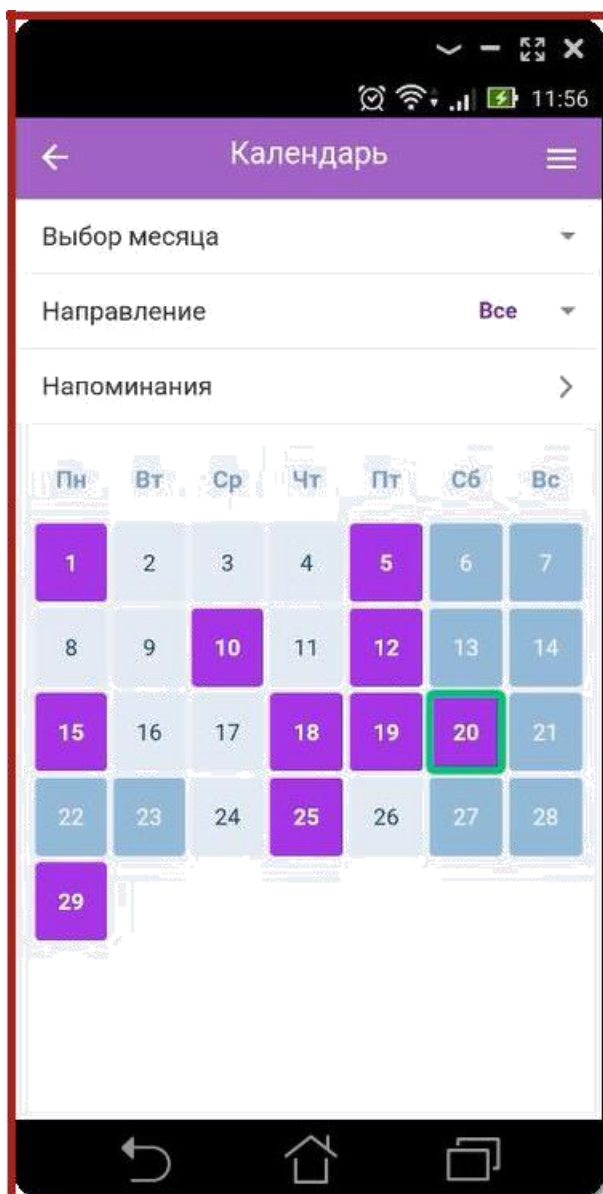 11:56
Календарь
Выбор месяца
Направление Все
Напоминания
Пн Вт Ср Чт Пт Сб Вс
1 2 3 4 5 6 7
8 9 10 11 12 13 14
15 16 17 18 19 20 21
22 23 24 25 26 27 28
29